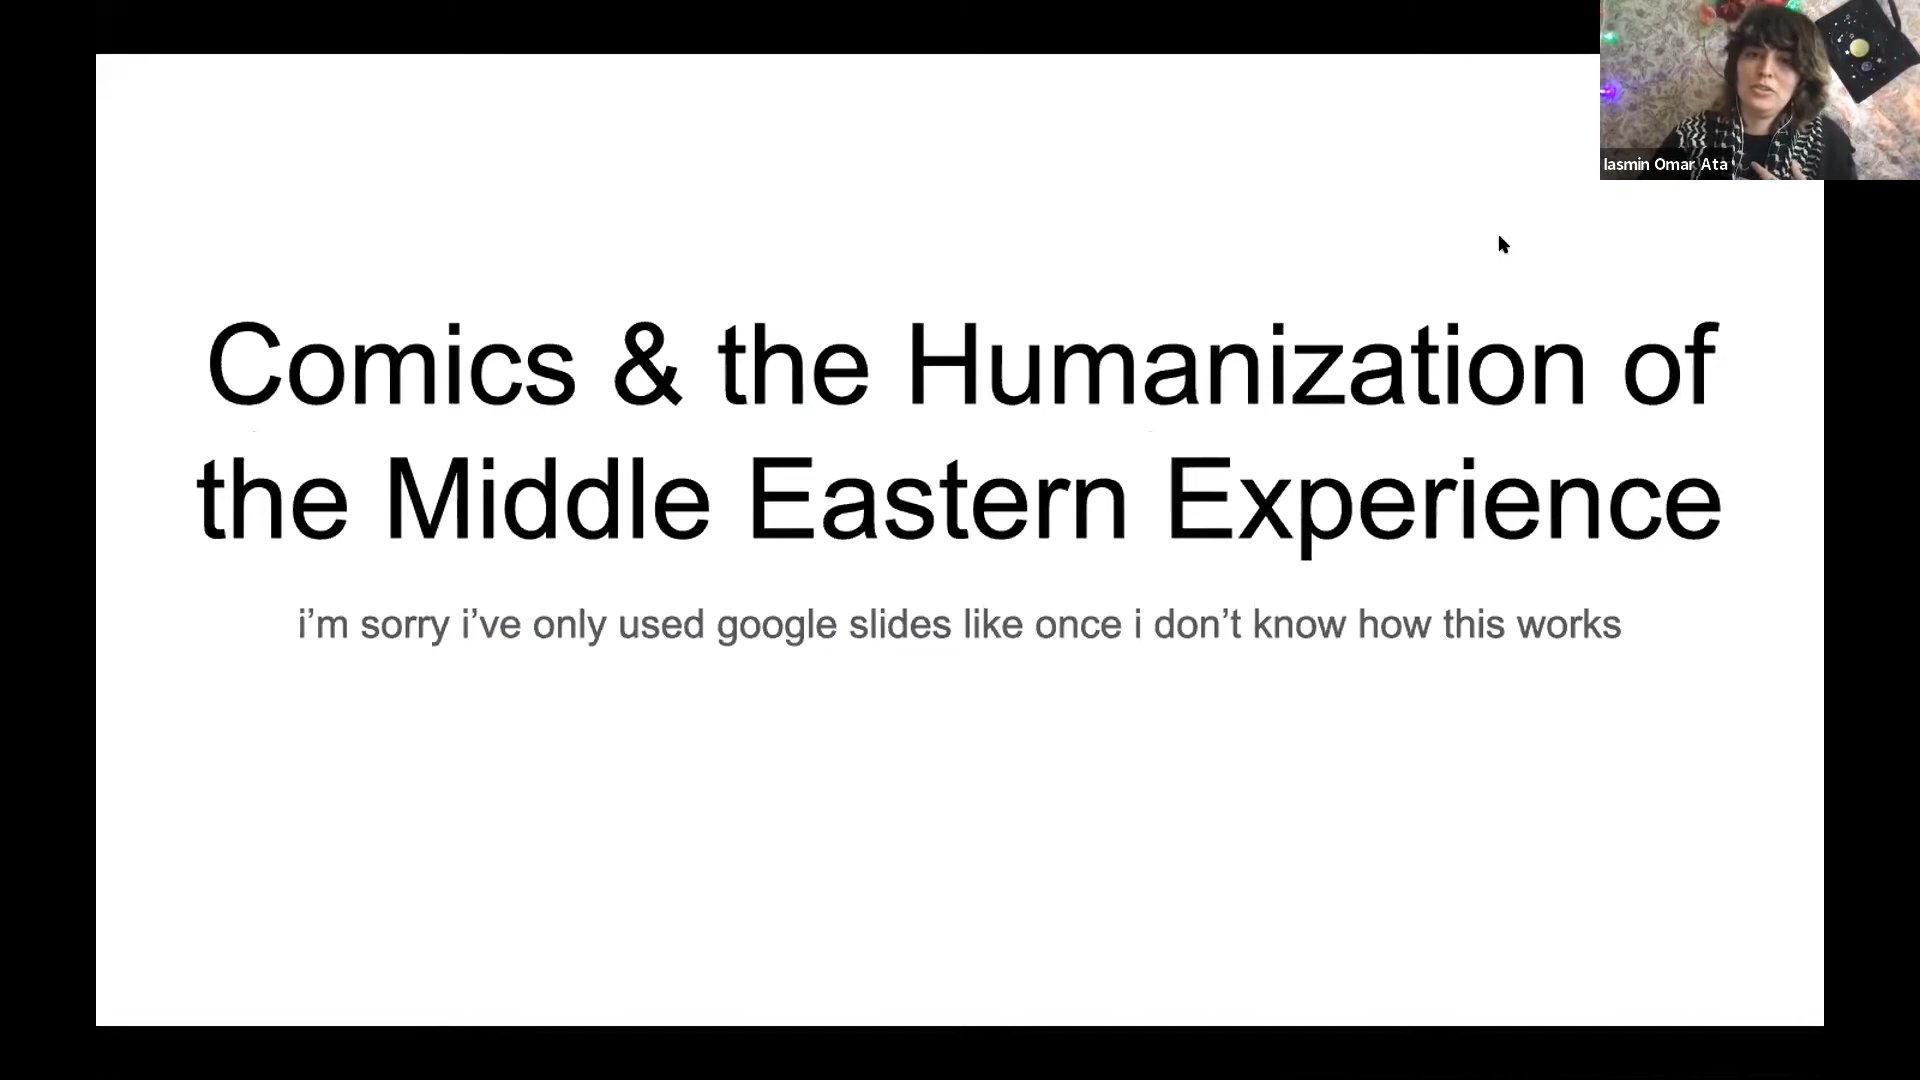 Comics & the Humanization of
the Middle Eastern Experience
i’m sorry i’ve only used google slides like once i don’t know how this works
Iasmin Omar Ata